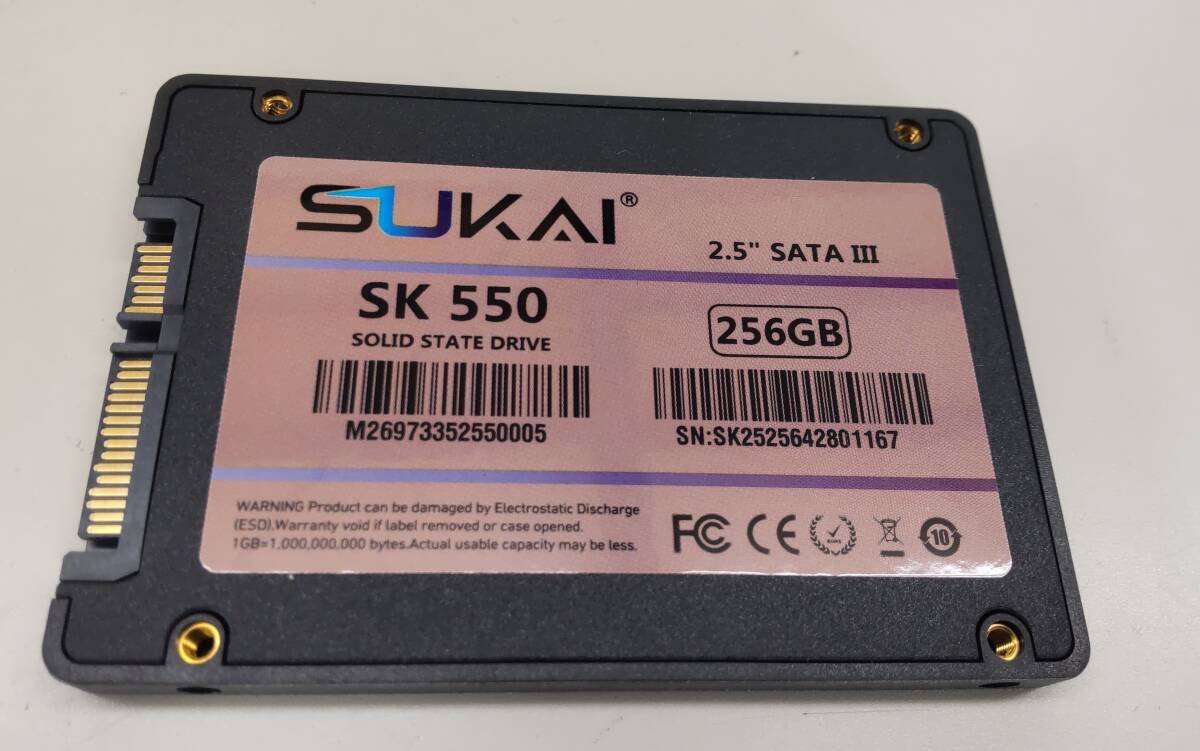 SUKAI®
2.5" SATA III
SK 550
SOLID STATE DRIVE
256GB
M26973352550005
SN:SK2525642801167
WARNING Product can be damaged by Electrostatic Discharge
(ESD).Warranty void if label removed or case opened.
1GB=1,000,000,000 bytes.Actual usable capacity may be less.
FC CE
10